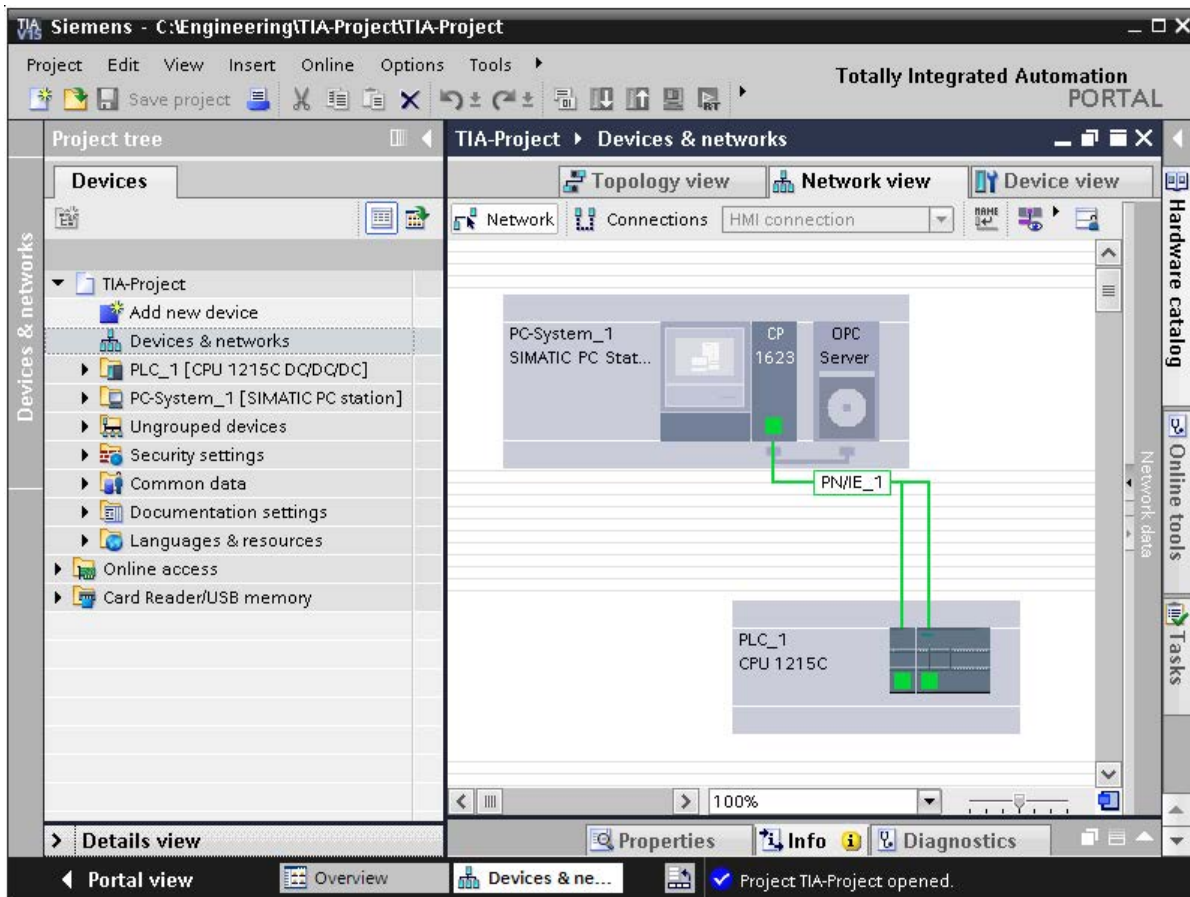 TIA V15 Siemens - C:\Engineering\TIA-Project\TIA-Project
Project Edit View Insert Online Options Tools
Totally Integrated Automation
PORTAL
Save project
Project tree
Devices
Devices & networks
TIA-Project
Add new device
Devices & networks
PLC_1 [CPU 1215C DC/DC/DC]
PC-System_1 [SIMATIC PC station]
Ungrouped devices
Security settings
Common data
Documentation settings
Languages & resources
Online access
Card Reader/USB memory
Details view
TIA-Project Devices & networks
Topology view Network view Device view
Network Connections HMI connection
PC-System_1
SIMATIC PC Stat...
CP
1623
OPC
Server
PN/IE_1
PLC_1
CPU 1215C
100%
Network data
Properties Info Diagnostics
Hardware catalog
Online tools
Tasks
Portal view Overview Devices & ne... Project TIA-Project opened.